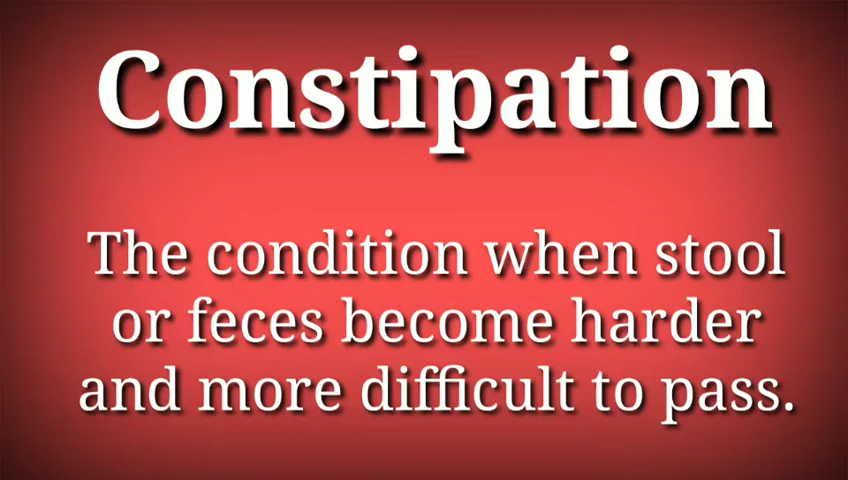 Constipation
The condition when stool
or feces become harder
and more difficult to pass.